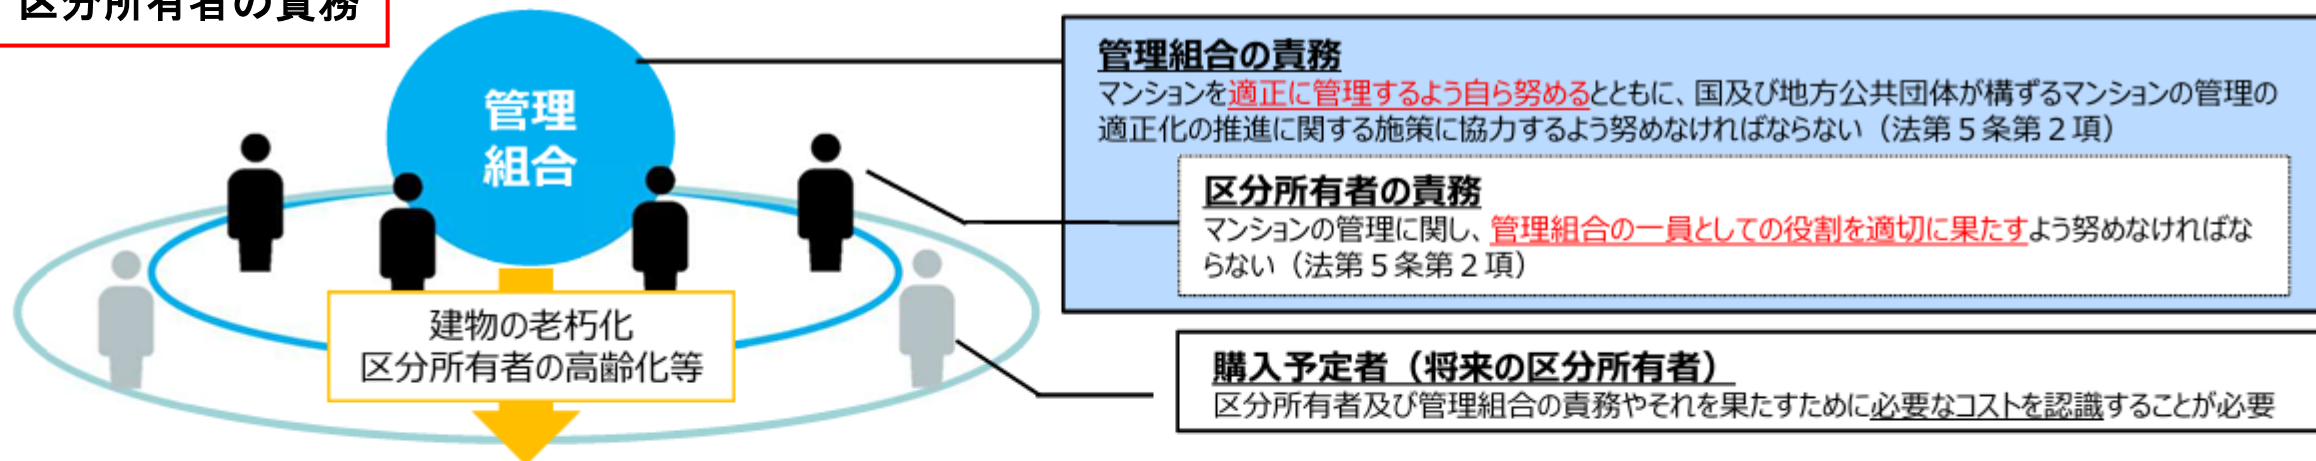 区分所有者の責務
管理
組合
建物の老朽化
区分所有者の高齢化等
管理組合の責務
マンションを適正に管理するよう自ら努めるとともに、国及び地方公共団体が構ずるマンションの管理の
適正化の推進に関する施策に協力するよう努めなければならない（法第５条第２項）
区分所有者の責務
マンションの管理に関し、管理組合の一員としての役割を適切に果たすよう努めなければな
らない（法第５条第２項）
購入予定者（将来の区分所有者）
区分所有者及び管理組合の責務やそれを果たすために必要なコストを認識することが必要